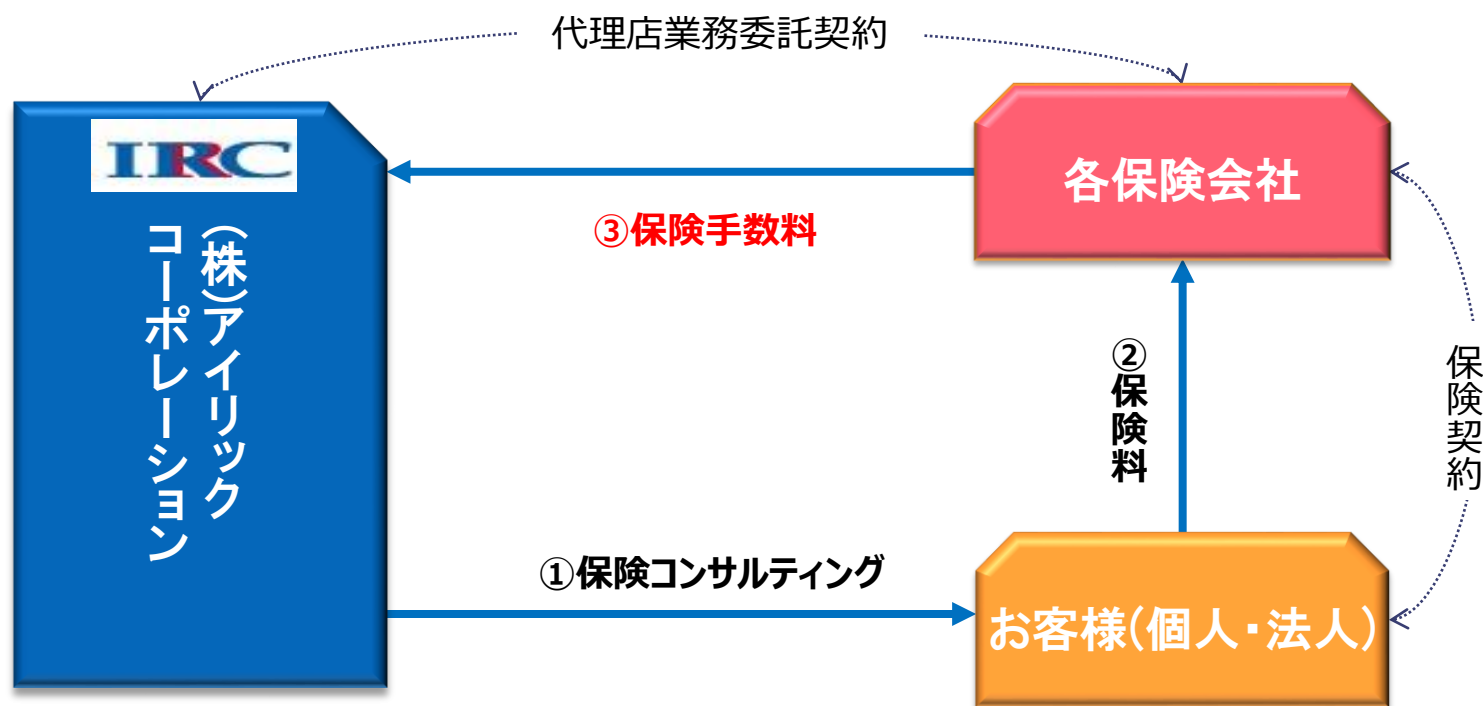 代理店業務委託契約
IRC
(株)アイリック
コーポレーション
各保険会社
③保険手数料
②保険料
保険契約
①保険コンサルティング
お客様(個人・法人)